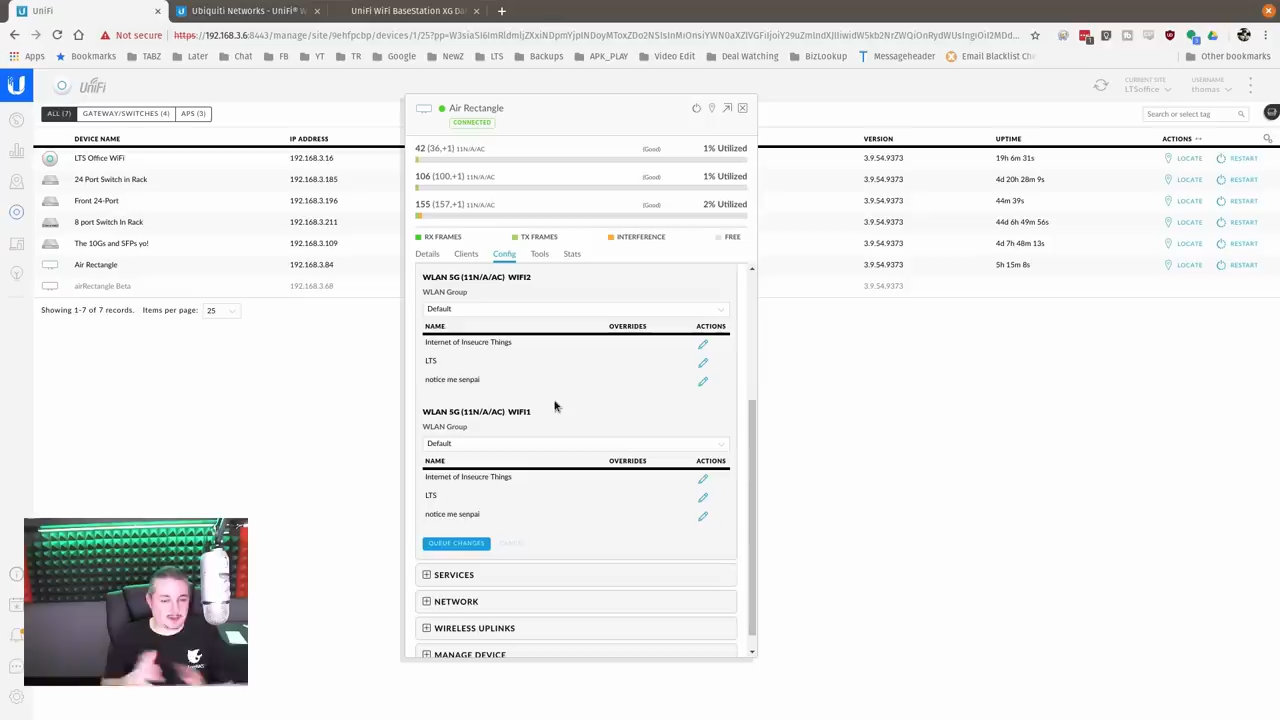 UniFi
Ubiquiti Networks - UniFi® W
UniFi WiFi BaseStation XG Da
Not secure
https://192.168.3.6:8443/manage/site/9ehfpcbp/devices/1/25?pp=
Apps
Bookmarks
TABZ
Later
Chat
FB
YT
TR
Google
NewZ
LTS
Backups
APK_PLAY
Video Edit
Deal Watching
BizLookup
Messageheader
Email Blacklist Che
Other bookmarks
UniFi
CURRENT SITE
LTSoffice
USERNAME
thomas
ALL (7)
GATEWAY/SWITCHES (4)
APS (3)
Search or select tag
DEVICE NAME
IP ADDRESS
VERSION
UPTIME
ACTIONS
LTS Office WiFi 192.168.3.16 3.9.54.9373 19h 6m 31s LOCATE RESTART
24 Port Switch in Rack 192.168.3.185 3.9.54.9373 4d 20h 28m 9s LOCATE RESTART
Front 24-Port 192.168.3.196 3.9.54.9373 44m 39s LOCATE RESTART
8 port Switch In Rack 192.168.3.211 3.9.54.9373 44d 6m 49m 56s LOCATE RESTART
The 10Gs and SFPs yo! 192.168.3.109 3.9.54.9373 4d 7h 48m 13s LOCATE RESTART
Air Rectangle 192.168.3.84 3.9.54.9373 5h 15m 8s LOCATE RESTART
airRectangle Beta 192.168.3.68 3.9.54.9373
Showing 1-7 of 7 records. Items per page: 25
Air Rectangle
CONNECTED
42 (36,+1) 11N/A/AC (Good) 1% Utilized
106 (100,+1) 11N/A/AC (Good) 1% Utilized
155 (157,+1) 11N/A/AC (Good) 2% Utilized
RX FRAMES TX FRAMES INTERFERENCE FREE
Details Clients Config Tools Stats
WLAN 5G (11N/A/AC) WIFI2
WLAN Group
Default
NAME OVERRIDES ACTIONS
Internet of Inseucre Things
LTS
notice me senpai
WLAN 5G (11N/A/AC) WIFI1
WLAN Group
Default
NAME OVERRIDES ACTIONS
Internet of Inseucre Things
LTS
notice me senpai
QUEUE CHANGES CANCEL
SERVICES
NETWORK
WIRELESS UPLINKS
MANAGE DEVICE